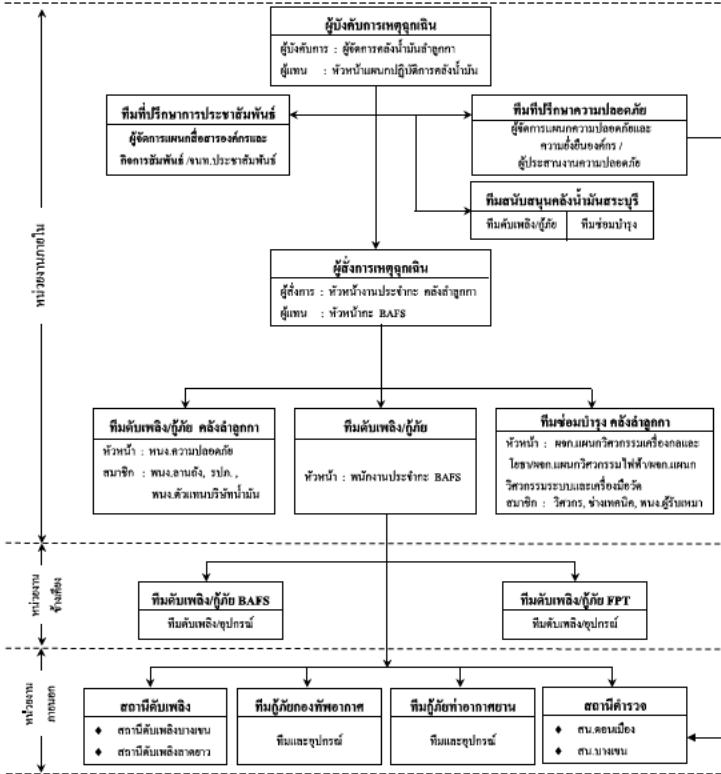 ผู้บังคับการเหตุฉุกเฉิน
ผู้บังคับการ : ผู้จัดการคลังน้ำมันลำลูกกา
ผู้แทน : หัวหน้าแผนกปฏิบัติการคลังน้ำมัน
ทีมที่ปรึกษาการประชาสัมพันธ์
ผู้จัดการแผนกสื่อสารองค์กรและ
กิจการสัมพันธ์ /จนท.ประชาสัมพันธ์
ทีมที่ปรึกษาความปลอดภัย
ผู้จัดการแผนกความปลอดภัยและ
ความยั่งยืนองค์กร /
ผู้ประสานงานความปลอดภัย
ทีมสนับสนุนคลังน้ำมันสระบุรี
ทีมดับเพลิง/กู้ภัย
ทีมซ่อมบำรุง
หน่วยงานภายใน
ผู้สั่งการเหตุฉุกเฉิน
ผู้สั่งการ : หัวหน้างานประจำกะ คลังลำลูกกา
ผู้แทน : หัวหน้ากะ BAFS
ทีมดับเพลิง/กู้ภัย คลังลำลูกกา
หัวหน้า : พนง.ความปลอดภัย
สมาชิก : พนง.ลานถัง, รปภ.,
พนง.ตัวแทนบริษัทน้ำมัน
ทีมดับเพลิง/กู้ภัย
หัวหน้า : พนักงานประจำกะ BAFS
ทีมซ่อมบำรุง คลังลำลูกกา
หัวหน้า : ผจก.แผนกวิศวกรรมเครื่องกลและ
โยธา/ผจก.แผนกวิศวกรรมไฟฟ้า/ผจก.แผนก
วิศวกรรมระบบและเครื่องมือวัด
สมาชิก : วิศวกร, ช่างเทคนิค, พนง.ผู้รับเหมา
หน่วยงาน
ข้างเคียง
ทีมดับเพลิง/กู้ภัย BAFS
ทีมดับเพลิง/อุปกรณ์
ทีมดับเพลิง/กู้ภัย FPT
ทีมดับเพลิง/อุปกรณ์
หน่วยงาน
ภายนอก
สถานีดับเพลิง
♦ สถานีดับเพลิงบางเขน
♦ สถานีดับเพลิงลาดยาว
ทีมกู้ภัยกองทัพอากาศ
ทีมและอุปกรณ์
ทีมกู้ภัยท่าอากาศยาน
ทีมและอุปกรณ์
สถานีตำรวจ
♦ สน.ดอนเมือง
♦ สน.บางเขน